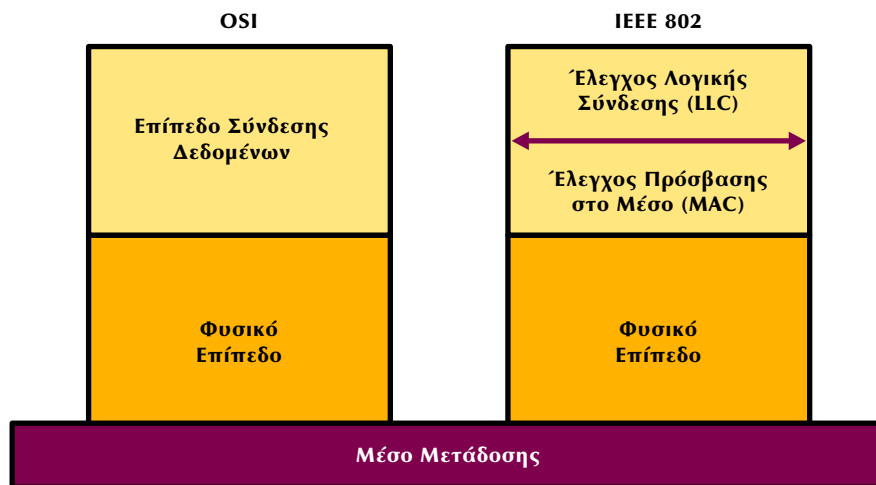 OSI
IEEE 802
Επίπεδο Σύνδεσης
Δεδομένων
Έλεγχος Λογικής
Σύνδεσης (LLC)
Έλεγχος Πρόσβασης
στο Μέσο (MAC)
Φυσικό
Επίπεδο
Φυσικό
Επίπεδο
Μέσο Μετάδοσης